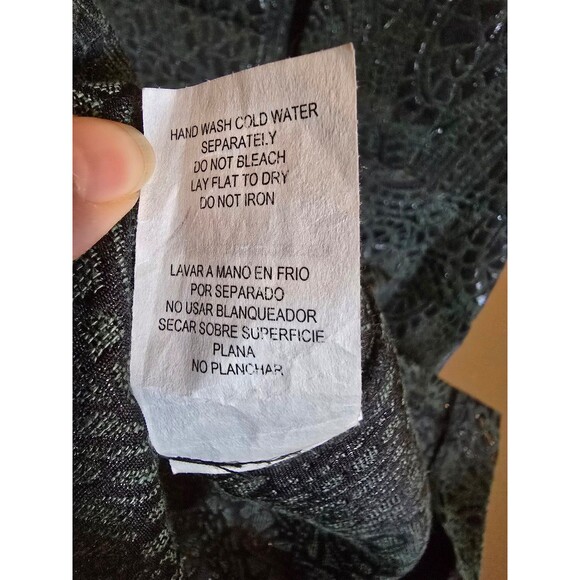 HAND WASH COLD WATER
SEPARATELY
DO NOT BLEACH
LAY FLAT TO DRY
DO NOT IRON
LAVAR A MANO EN FRIO
POR SEPARADO
NO USAR BLANQUEADOR
SECAR SOBRE SUPERFICIE
PLANA
NO PLANCHAR